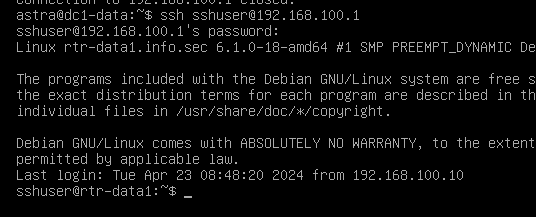 connection to 192.168.100.1 closed.
astra@dc1-data:~$ ssh sshuser@192.168.100.1
sshuser@192.168.100.1's password:
Linux rtr-data1.info.sec 6.1.0-18-amd64 #1 SMP PREEMPT_DYNAMIC De
The programs included with the Debian GNU/Linux system are free s
the exact distribution terms for each program are described in th
individual files in /usr/share/doc/*/copyright.
Debian GNU/Linux comes with ABSOLUTELY NO WARRANTY, to the extent
permitted by applicable law.
Last login: Tue Apr 23 08:48:20 2024 from 192.168.100.10
sshuser@rtr-data1:~$ _